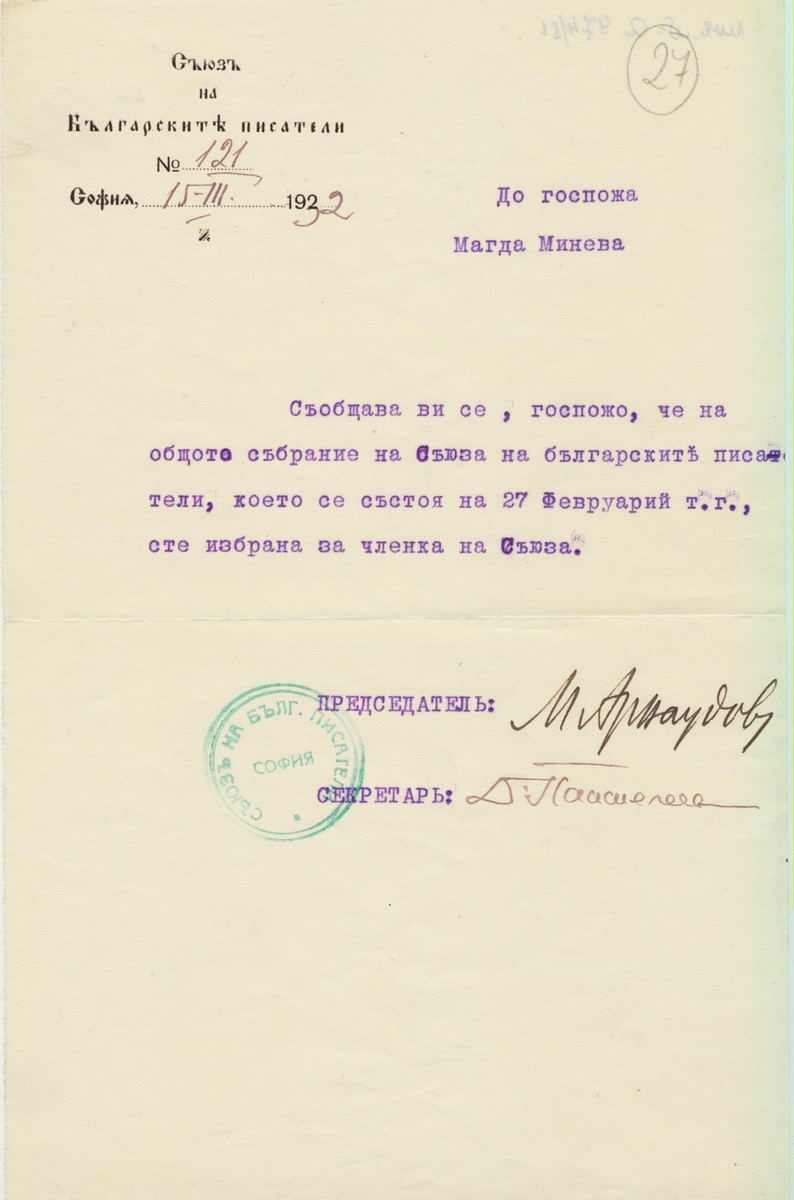 27
Съюзъ
на
Българскитѣ писатели
№ 121
София, 15-III. 1932
До госпожа
Магда Минева
Съобщава ви се , госпожо, че на
общото събрание на Съюза на българскитѣ писа-
тели, което се състоя на 27 Февруарий т.г.,
сте избрана за членка на Съюза.
ПРЕДСЕДАТЕЛЬ: М. Арнаудовъ
СЕКРЕТАРЬ:
СЪЮЗЪ НА БЪЛГ. ПИСАТЕЛИ
СОФИЯ